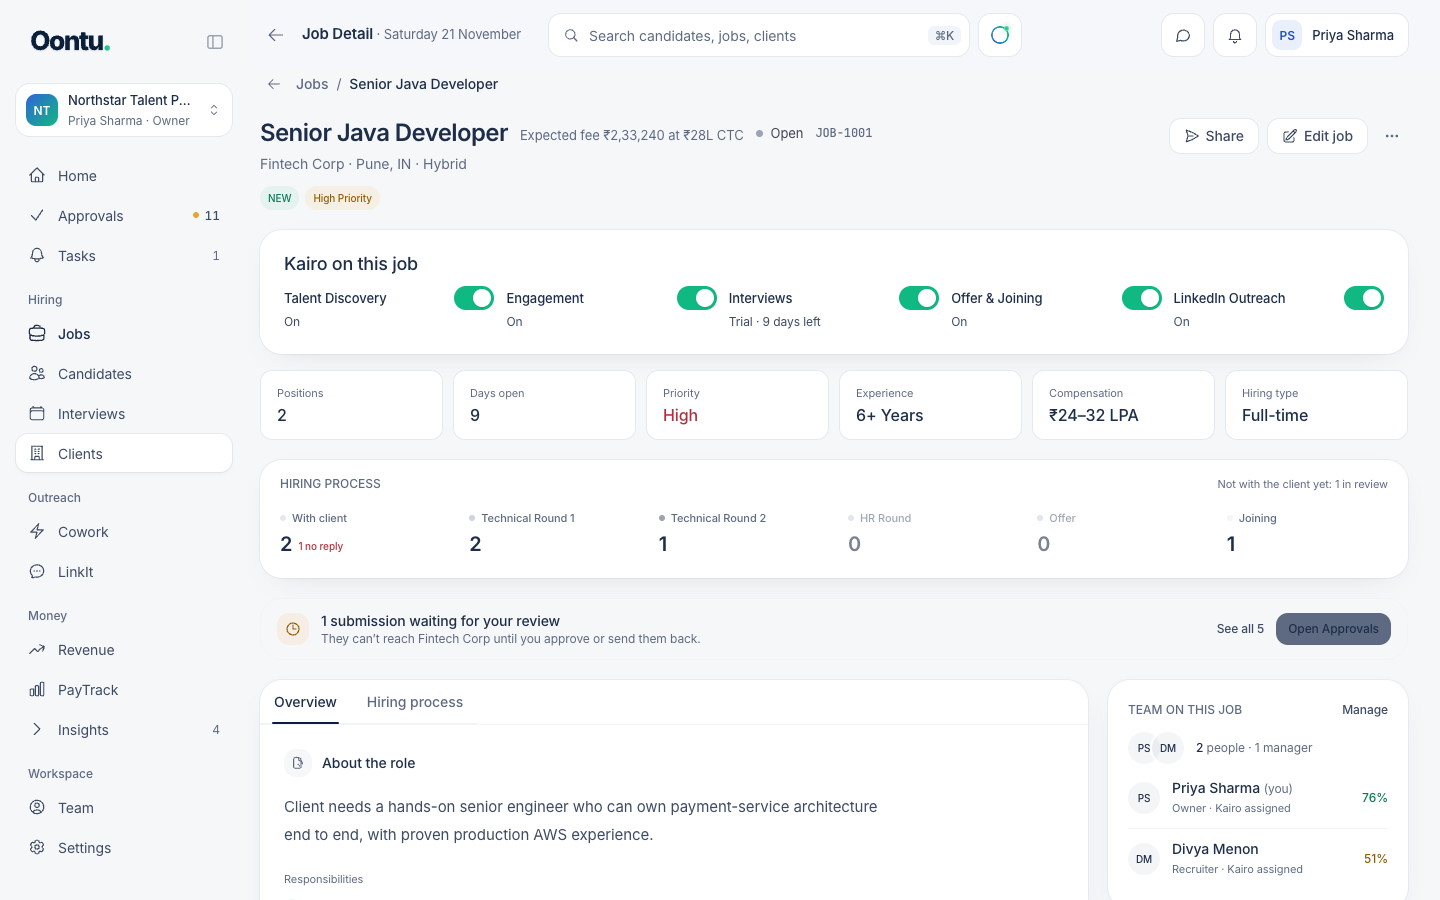 Oontu.
Northstar Talent P...
NT
Priya Sharma · Owner
Home
Approvals 11
Tasks 1
Hiring
Jobs
Candidates
Interviews
Clients
Outreach
Cowork
LinkIt
Money
Revenue
PayTrack
Insights 4
Workspace
Team
Settings
Job Detail · Saturday 21 November
Search candidates, jobs, clients ⌘K
PS Priya Sharma
Jobs / Senior Java Developer
Senior Java Developer Expected fee ₹2,33,240 at ₹28L CTC Open JOB-1001
Share Edit job
Fintech Corp · Pune, IN · Hybrid
NEW High Priority
Kairo on this job
Talent Discovery Engagement Interviews Offer & Joining LinkedIn Outreach
On On Trial · 9 days left On On
Positions Days open Priority Experience Compensation Hiring type
2 9 High 6+ Years ₹24–32 LPA Full-time
HIRING PROCESS Not with the client yet: 1 in review
With client Technical Round 1 Technical Round 2 HR Round Offer Joining
2 1 no reply 2 1 0 0 1
1 submission waiting for your review
They can’t reach Fintech Corp until you approve or send them back.
See all 5 Open Approvals
Overview Hiring process
About the role
Client needs a hands-on senior engineer who can own payment-service architecture
end to end, with proven production AWS experience.
Responsibilities
TEAM ON THIS JOB Manage
PS DM 2 people · 1 manager
PS Priya Sharma (you) 76%
Owner · Kairo assigned
DM Divya Menon 51%
Recruiter · Kairo assigned